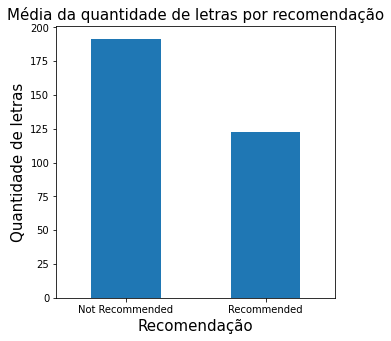 Média da quantidade de letras por recomendação
200
175
150
125
100
75
50
25
0
Quantidade de letras
Not Recommended
Recommended
Recomendação